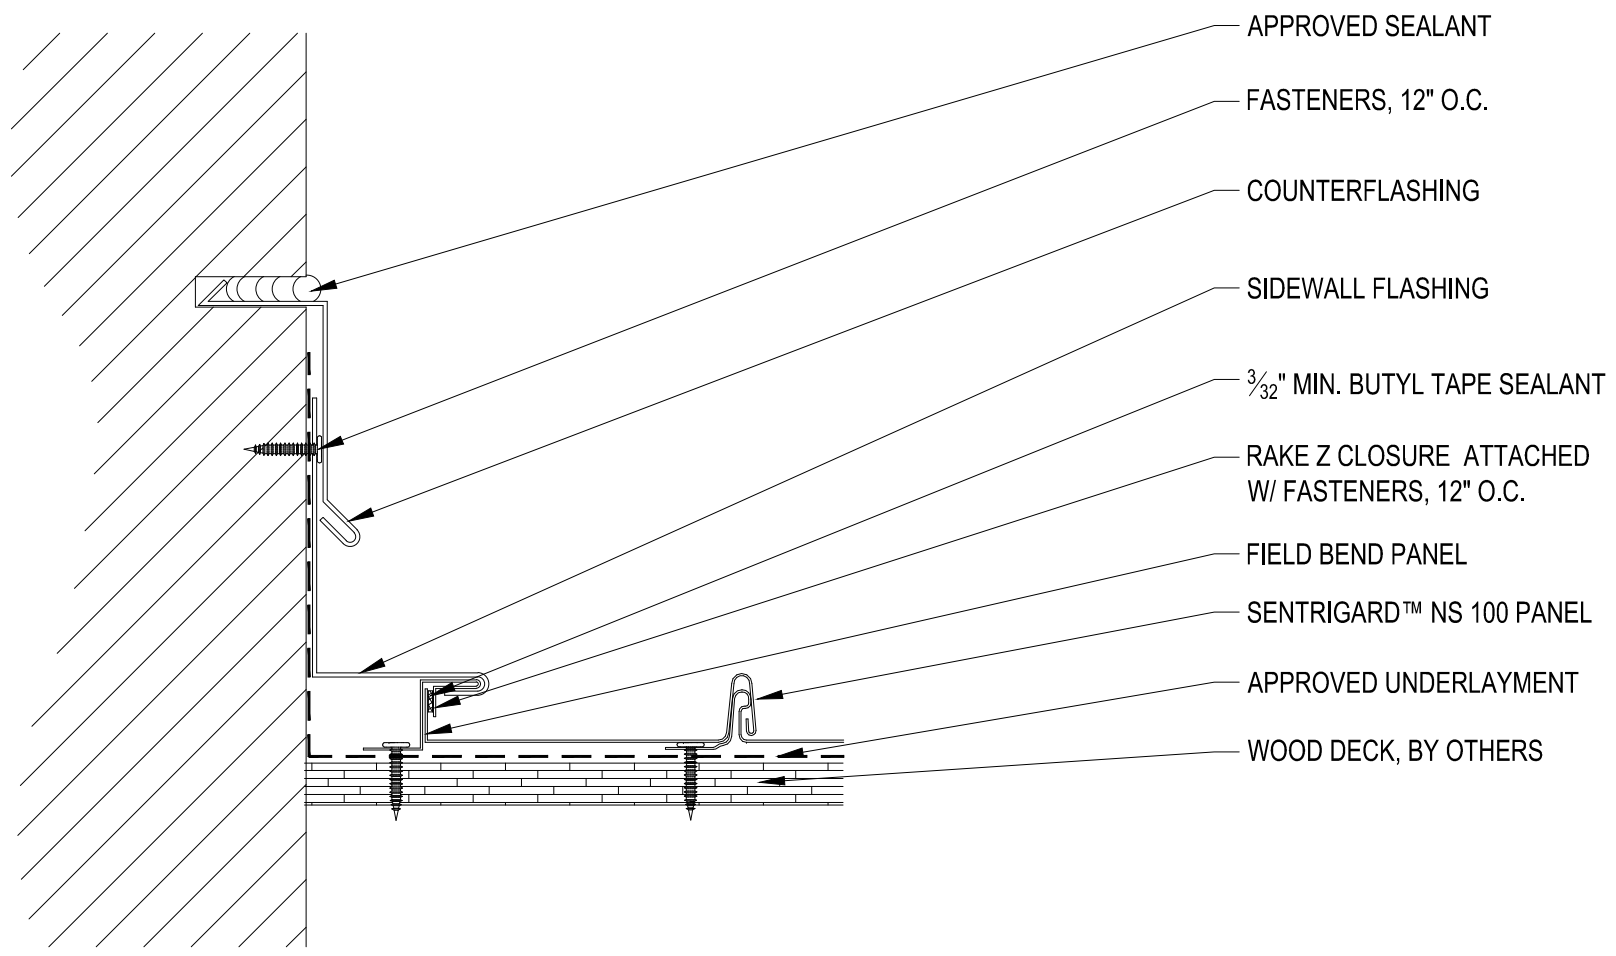 APPROVED SEALANT
FASTENERS, 12" O.C.
COUNTERFLASHING
SIDEWALL FLASHING
3⁄32" MIN. BUTYL TAPE SEALANT
RAKE Z CLOSURE ATTACHED
W/ FASTENERS, 12" O.C.
FIELD BEND PANEL
SENTRIGARD™ NS 100 PANEL
APPROVED UNDERLAYMENT
WOOD DECK, BY OTHERS